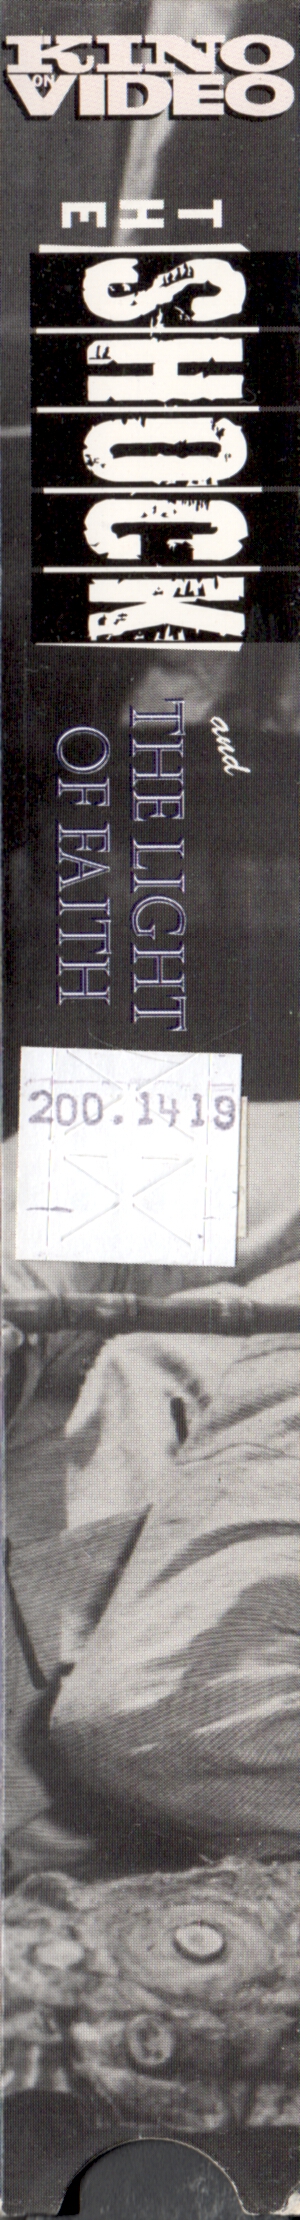 KINO
ON
VIDEO
THE
SHOCK
and
THE LIGHT
OF FAITH
200.1419